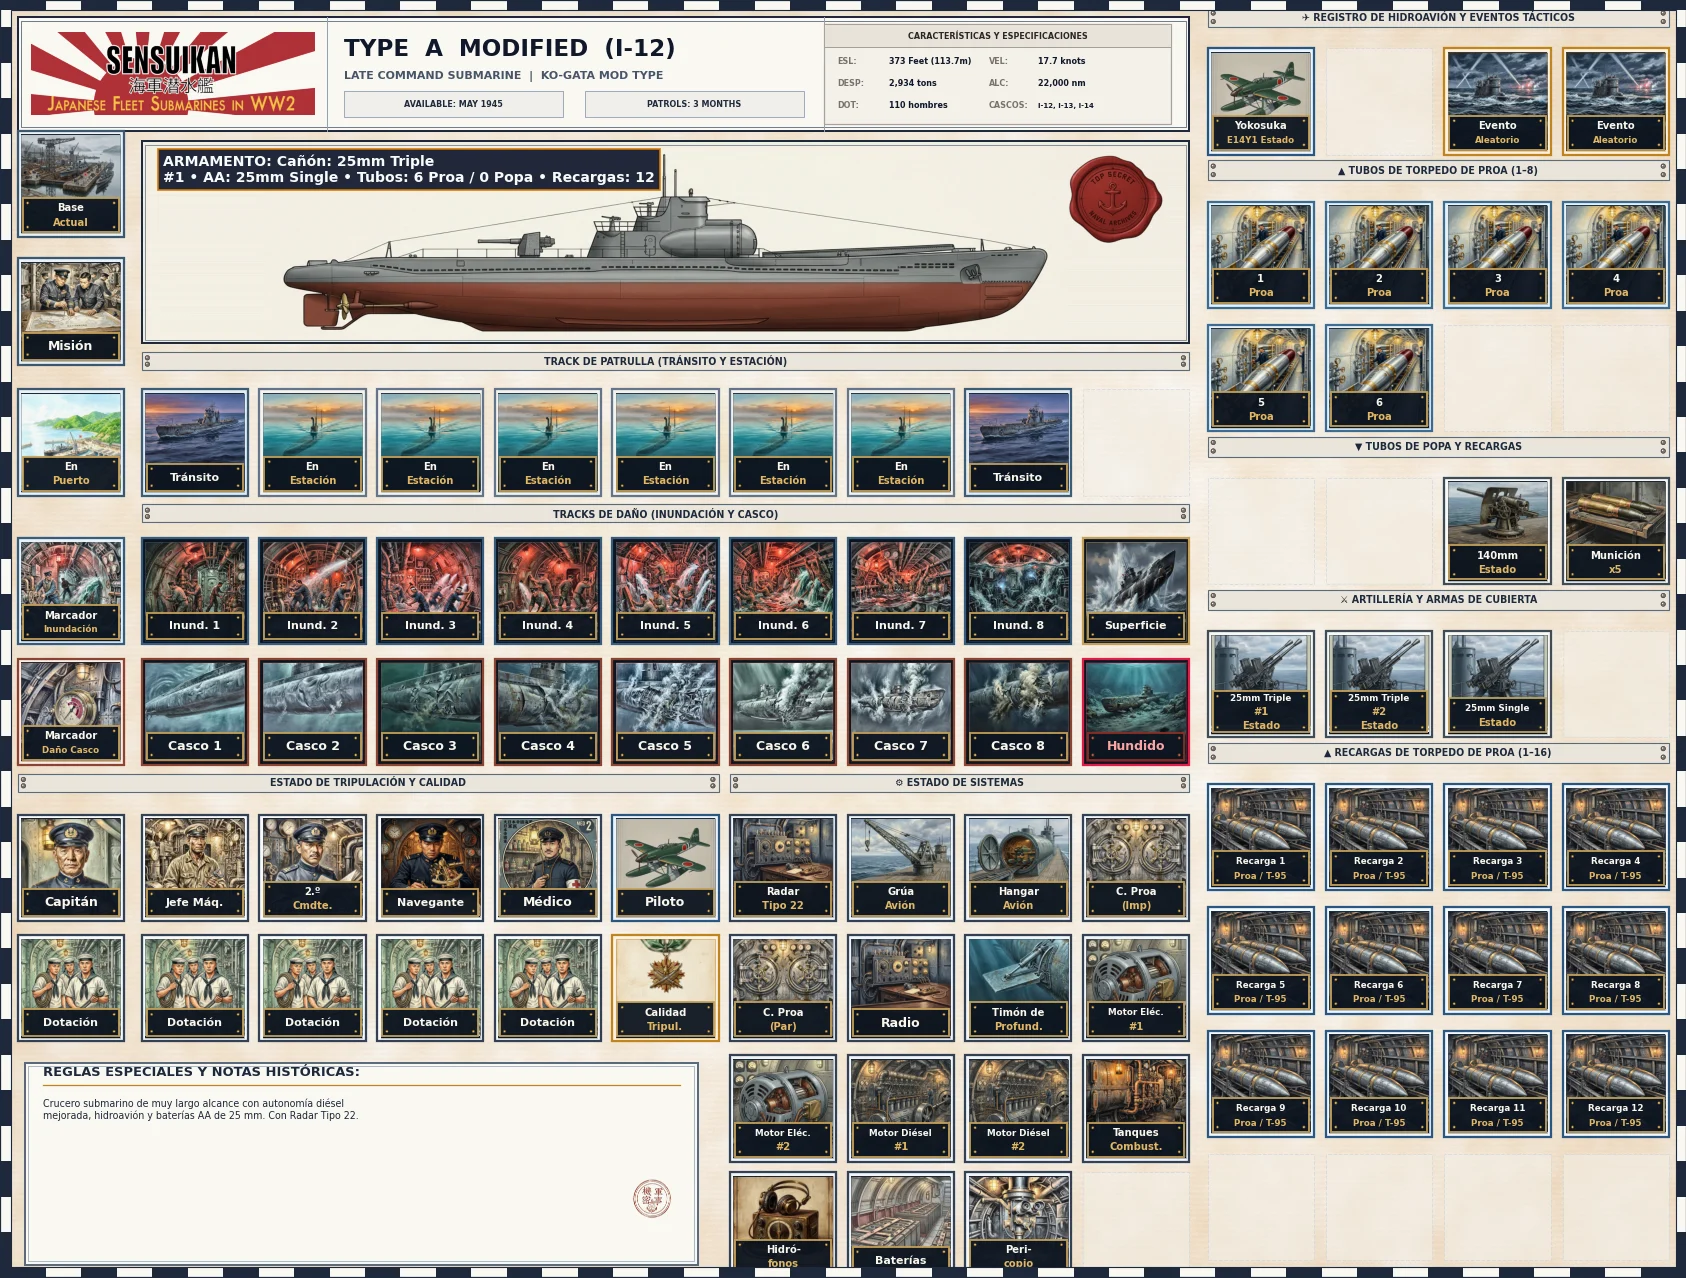 SENSUIKAN
海軍潜水艦
JAPANESE FLEET SUBMARINES IN WW2
TYPE A MODIFIED (I-12)
LATE COMMAND SUBMARINE | KO-GATA MOD TYPE
AVAILABLE: MAY 1945
PATROLS: 3 MONTHS
CARACTERÍSTICAS Y ESPECIFICACIONES
ESL: 373 Feet (113.7m) VEL: 17.7 knots
DESP: 2,934 tons ALC: 22,000 nm
DOT: 110 hombres CASCOS: I-12, I-13, I-14
Base
Actual
Misión
ARMAMENTO: Cañón: 25mm Triple
#1 • AA: 25mm Single • Tubos: 6 Proa / 0 Popa • Recargas: 12
TOP SECRET
NAVAL ARCHIVES
TRACK DE PATRULLA (TRÁNSITO Y ESTACIÓN)
En
Puerto
Tránsito
En
Estación
En
Estación
En
Estación
En
Estación
En
Estación
En
Estación
Tránsito
TRACKS DE DAÑO (INUNDACIÓN Y CASCO)
Marcador
Inundación
Inund. 1
Inund. 2
Inund. 3
Inund. 4
Inund. 5
Inund. 6
Inund. 7
Inund. 8
Superficie
Marcador
Daño Casco
Casco 1
Casco 2
Casco 3
Casco 4
Casco 5
Casco 6
Casco 7
Casco 8
Hundido
ESTADO DE TRIPULACIÓN Y CALIDAD
Capitán
Jefe Máq.
2.º
Cmdte.
Navegante
Médico
Piloto
Dotación
Dotación
Dotación
Dotación
Dotación
Calidad
Tripul.
⚙ ESTADO DE SISTEMAS
Radar
Tipo 22
Grúa
Avión
Hangar
Avión
C. Proa
(Imp)
C. Proa
(Par)
Radio
Timón de
Profund.
Motor Eléc.
#1
Motor Eléc.
#2
Motor Diésel
#1
Motor Diésel
#2
Tanques
Combust.
Hidró-
fonos
Baterías
Peri-
copio
REGLAS ESPECIALES Y NOTAS HISTÓRICAS:
Crucero submarino de muy largo alcance con autonomía diésel
mejorada, hidroavión y baterías AA de 25 mm. Con Radar Tipo 22.
✈ REGISTRO DE HIDROAVIÓN Y EVENTOS TÁCTICOS
Yokosuka
E14Y1 Estado
Evento
Aleatorio
Evento
Aleatorio
▲ TUBOS DE TORPEDO DE PROA (1–8)
1
Proa
2
Proa
3
Proa
4
Proa
5
Proa
6
Proa
▼ TUBOS DE POPA Y RECARGAS
140mm
Estado
Munición
x5
⚔ ARTILLERÍA Y ARMAS DE CUBIERTA
25mm Triple
#1
Estado
25mm Triple
#2
Estado
25mm Single
Estado
▲ RECARGAS DE TORPEDO DE PROA (1–16)
Recarga 1
Proa / T-95
Recarga 2
Proa / T-95
Recarga 3
Proa / T-95
Recarga 4
Proa / T-95
Recarga 5
Proa / T-95
Recarga 6
Proa / T-95
Recarga 7
Proa / T-95
Recarga 8
Proa / T-95
Recarga 9
Proa / T-95
Recarga 10
Proa / T-95
Recarga 11
Proa / T-95
Recarga 12
Proa / T-95